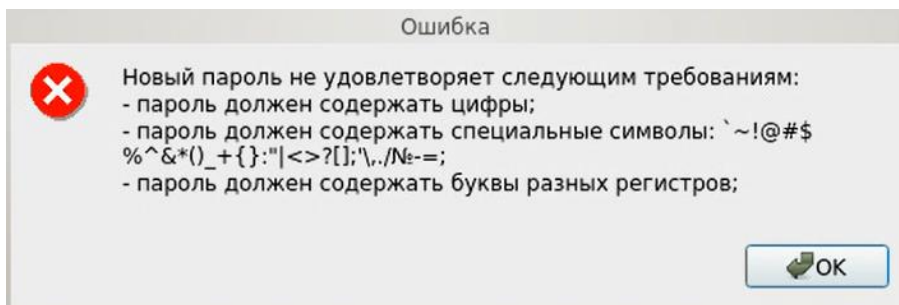 Ошибка
Новый пароль не удовлетворяет следующим требованиям:
- пароль должен содержать цифры;
- пароль должен содержать специальные символы: `~!@#$
%^&*()_+{}:"|<>?[];'\,./№-=;
- пароль должен содержать буквы разных регистров;
OK